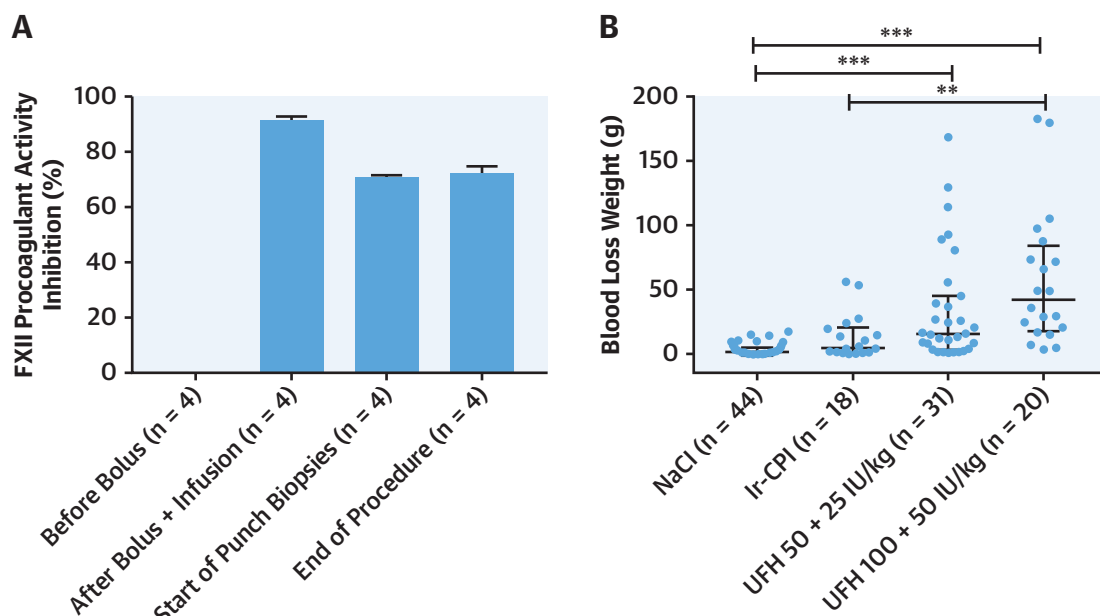 A
FXII Procoagulant Activity
Inhibition (%)
100
80
60
40
20
0
Before Bolus (n = 4)
After Bolus + Infusion (n = 4)
Start of Punch Biopsies (n = 4)
End of Procedure (n = 4)
B
***
***
**
Blood Loss Weight (g)
200
150
100
50
0
NaCl (n = 44)
Ir-CPI (n = 18)
UFH 50 + 25 IU/kg (n = 31)
UFH 100 + 50 IU/kg (n = 20)